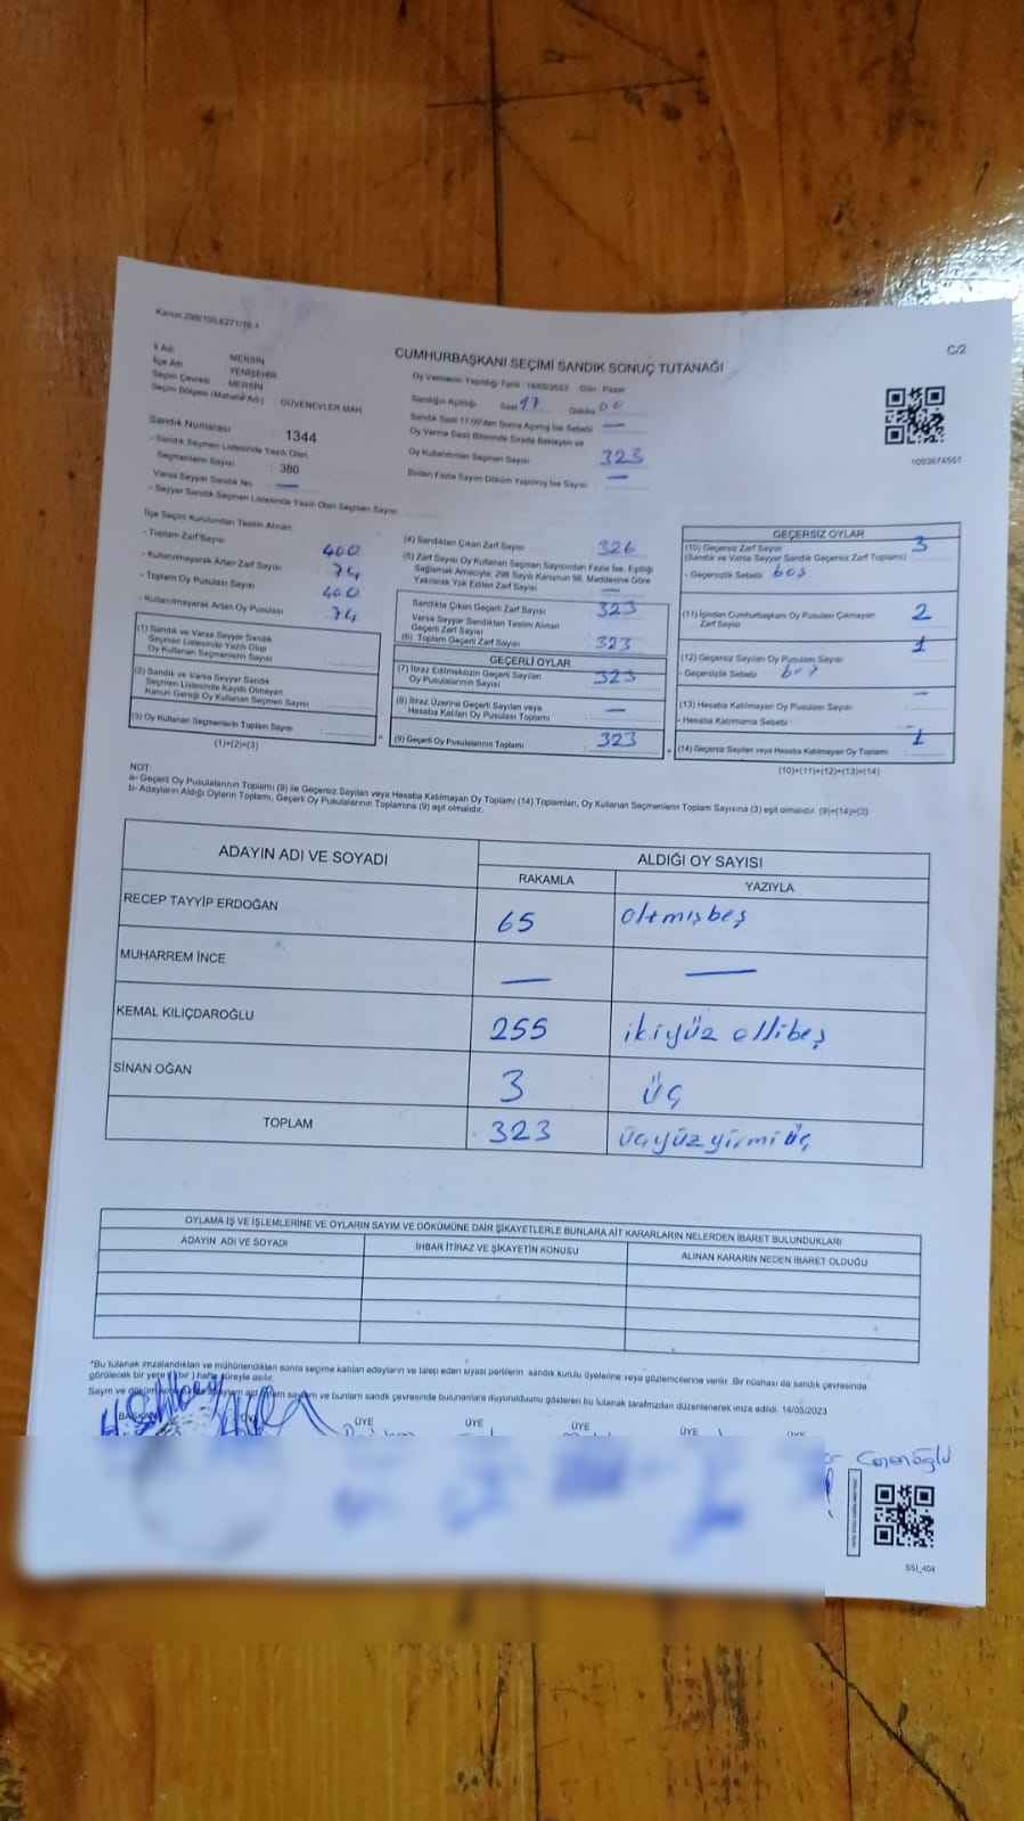 Kanun 298/105,6271/16.1
C/2
CUMHURBAŞKANI SEÇİMİ SANDIK SONUÇ TUTANAĞI
İl Adı MERSİN
İlçe Adı YENİŞEHİR
Seçim Çevresi MERSİN
Seçim Bölgesi (Mahalle Adı) GÜVENEVLER MAH
Sandık Numarası 1344
- Sandık Seçmen Listesinde Yazılı Olan
Seçmenlerin Sayısı 380
Varsa Seyyar Sandık No —
- Seyyar Sandık Seçmen Listesinde Yazılı Olan Seçmen Sayısı
Oy Vermenin Yapıldığı Tarih : 14/05/2023 Gün : Pazar
Sandığın Açıldığı Saat 17 Dakika 00
Sandık Saat 17:00'den Sonra Açılmış İse Sebebi —
Oy Verme Saati Bitiminde Sırada Bekleyen ve
Oy Kullandırılan Seçmen Sayısı 323
Birden Fazla Sayım Döküm Yapılmış İse Sayısı —
İlçe Seçim Kurulundan Teslim Alınan
- Toplam Zarf Sayısı 400
- Kullanılmayarak Artan Zarf Sayısı 74
- Toplam Oy Pusulası Sayısı 400
- Kullanılmayarak Artan Oy Pusulası 74
(1) Sandık ve Varsa Seyyar Sandık
Seçmen Listesinde Yazılı Olup
Oy Kullanan Seçmenlerin Sayısı
(2) Sandık ve Varsa Seyyar Sandık
Seçmen Listesinde Kayıtlı Olmayan
Kanun Gereği Oy Kullanan Seçmen Sayısı
(3) Oy Kullanan Seçmenlerin Toplam Sayısı
(1)+(2)=(3)
(4) Sandıktan Çıkan Zarf Sayısı 326
(5) Zarf Sayısı Oy Kullanan Seçmen Sayısından Fazla İse, Eşitliği
Sağlamak Amacıyla, 298 Sayılı Kanunun 98. Maddesine Göre
Yakılarak Yok Edilen Zarf Sayısı —
Sandıkta Çıkan Geçerli Zarf Sayısı 323
Varsa Seyyar Sandıktan Teslim Alınan
Geçerli Zarf Sayısı
(6) Toplam Geçerli Zarf Sayısı 323
GEÇERLİ OYLAR
(7) İtiraz Edilmeksizin Geçerli Sayılan
Oy Pusulalarının Sayısı 323
(8) İtiraz Üzerine Geçerli Sayılan veya
Hesaba Katılan Oy Pusulası Toplamı —
(9) Geçerli Oy Pusulalarının Toplamı 323
1093674551
GEÇERSİZ OYLAR
(10) Geçersiz Zarf Sayısı 3
(Sandık ve Varsa Seyyar Sandık Geçersiz Zarf Toplamı)
- Geçersizlik Sebebi boş
(11) İçinden Cumhurbaşkanı Oy Pusulası Çıkmayan 2
Zarf Sayısı
(12) Geçersiz Sayılan Oy Pusulası Sayısı 1
- Geçersizlik Sebebi
(13) Hesaba Katılmayan Oy Pusulası Sayısı —
- Hesaba Katılmama Sebebi -
(14) Geçersiz Sayılan veya Hesaba Katılmayan Oy Toplamı 1
(10)+(11)+(12)+(13)=(14)
NOT:
a- Geçerli Oy Pusulalarının Toplamı (9) ile Geçersiz Sayılan veya Hesaba Katılmayan Oy Toplamı (14) Toplamları, Oy Kullanan Seçmenlerin Toplam Sayısına (3) eşit olmalıdır. (9)+(14)=(3)
b- Adayların Aldığı Oyların Toplamı, Geçerli Oy Pusulalarının Toplamına (9) eşit olmalıdır.
ADAYIN ADI VE SOYADI ALDIĞI OY SAYISI
RAKAMLA YAZIYLA
RECEP TAYYİP ERDOĞAN 65 altmışbeş
MUHARREM İNCE — —
KEMAL KILIÇDAROĞLU 255 ikiyüz ellibeş
SİNAN OĞAN 3 üç
TOPLAM 323 üçyüzyirmi üç
OYLAMA İŞ VE İŞLEMLERİNE VE OYLARIN SAYIM VE DÖKÜMÜNE DAİR ŞİKAYETLERLE BUNLARA AİT KARARLARIN NELERDEN İBARET BULUNDUKLARI
ADAYIN ADI VE SOYADI İHBAR İTİRAZ VE ŞİKAYETİN KONUSU ALINAN KARARIN NEDEN İBARET OLDUĞU
"Bu tutanak imzalandıktan ve mühürlendikten sonra seçime katılan adayların ve talep eden siyasi partilerin sandık kurulu üyelerine veya gözlemcilerine verilir. Bir nüshası da sandık çevresinde
görülecek bir yere (bir) hafta süreyle asılır.
Sayım ve ve bunların sandık çevresinde bulunanlara duyurulduğunu gösteren bu tutanak tarafımızdan düzenlenerek imza edildi. 14/05/2023
ÜYE ÜYE ÜYE ÜYE
SSI_404